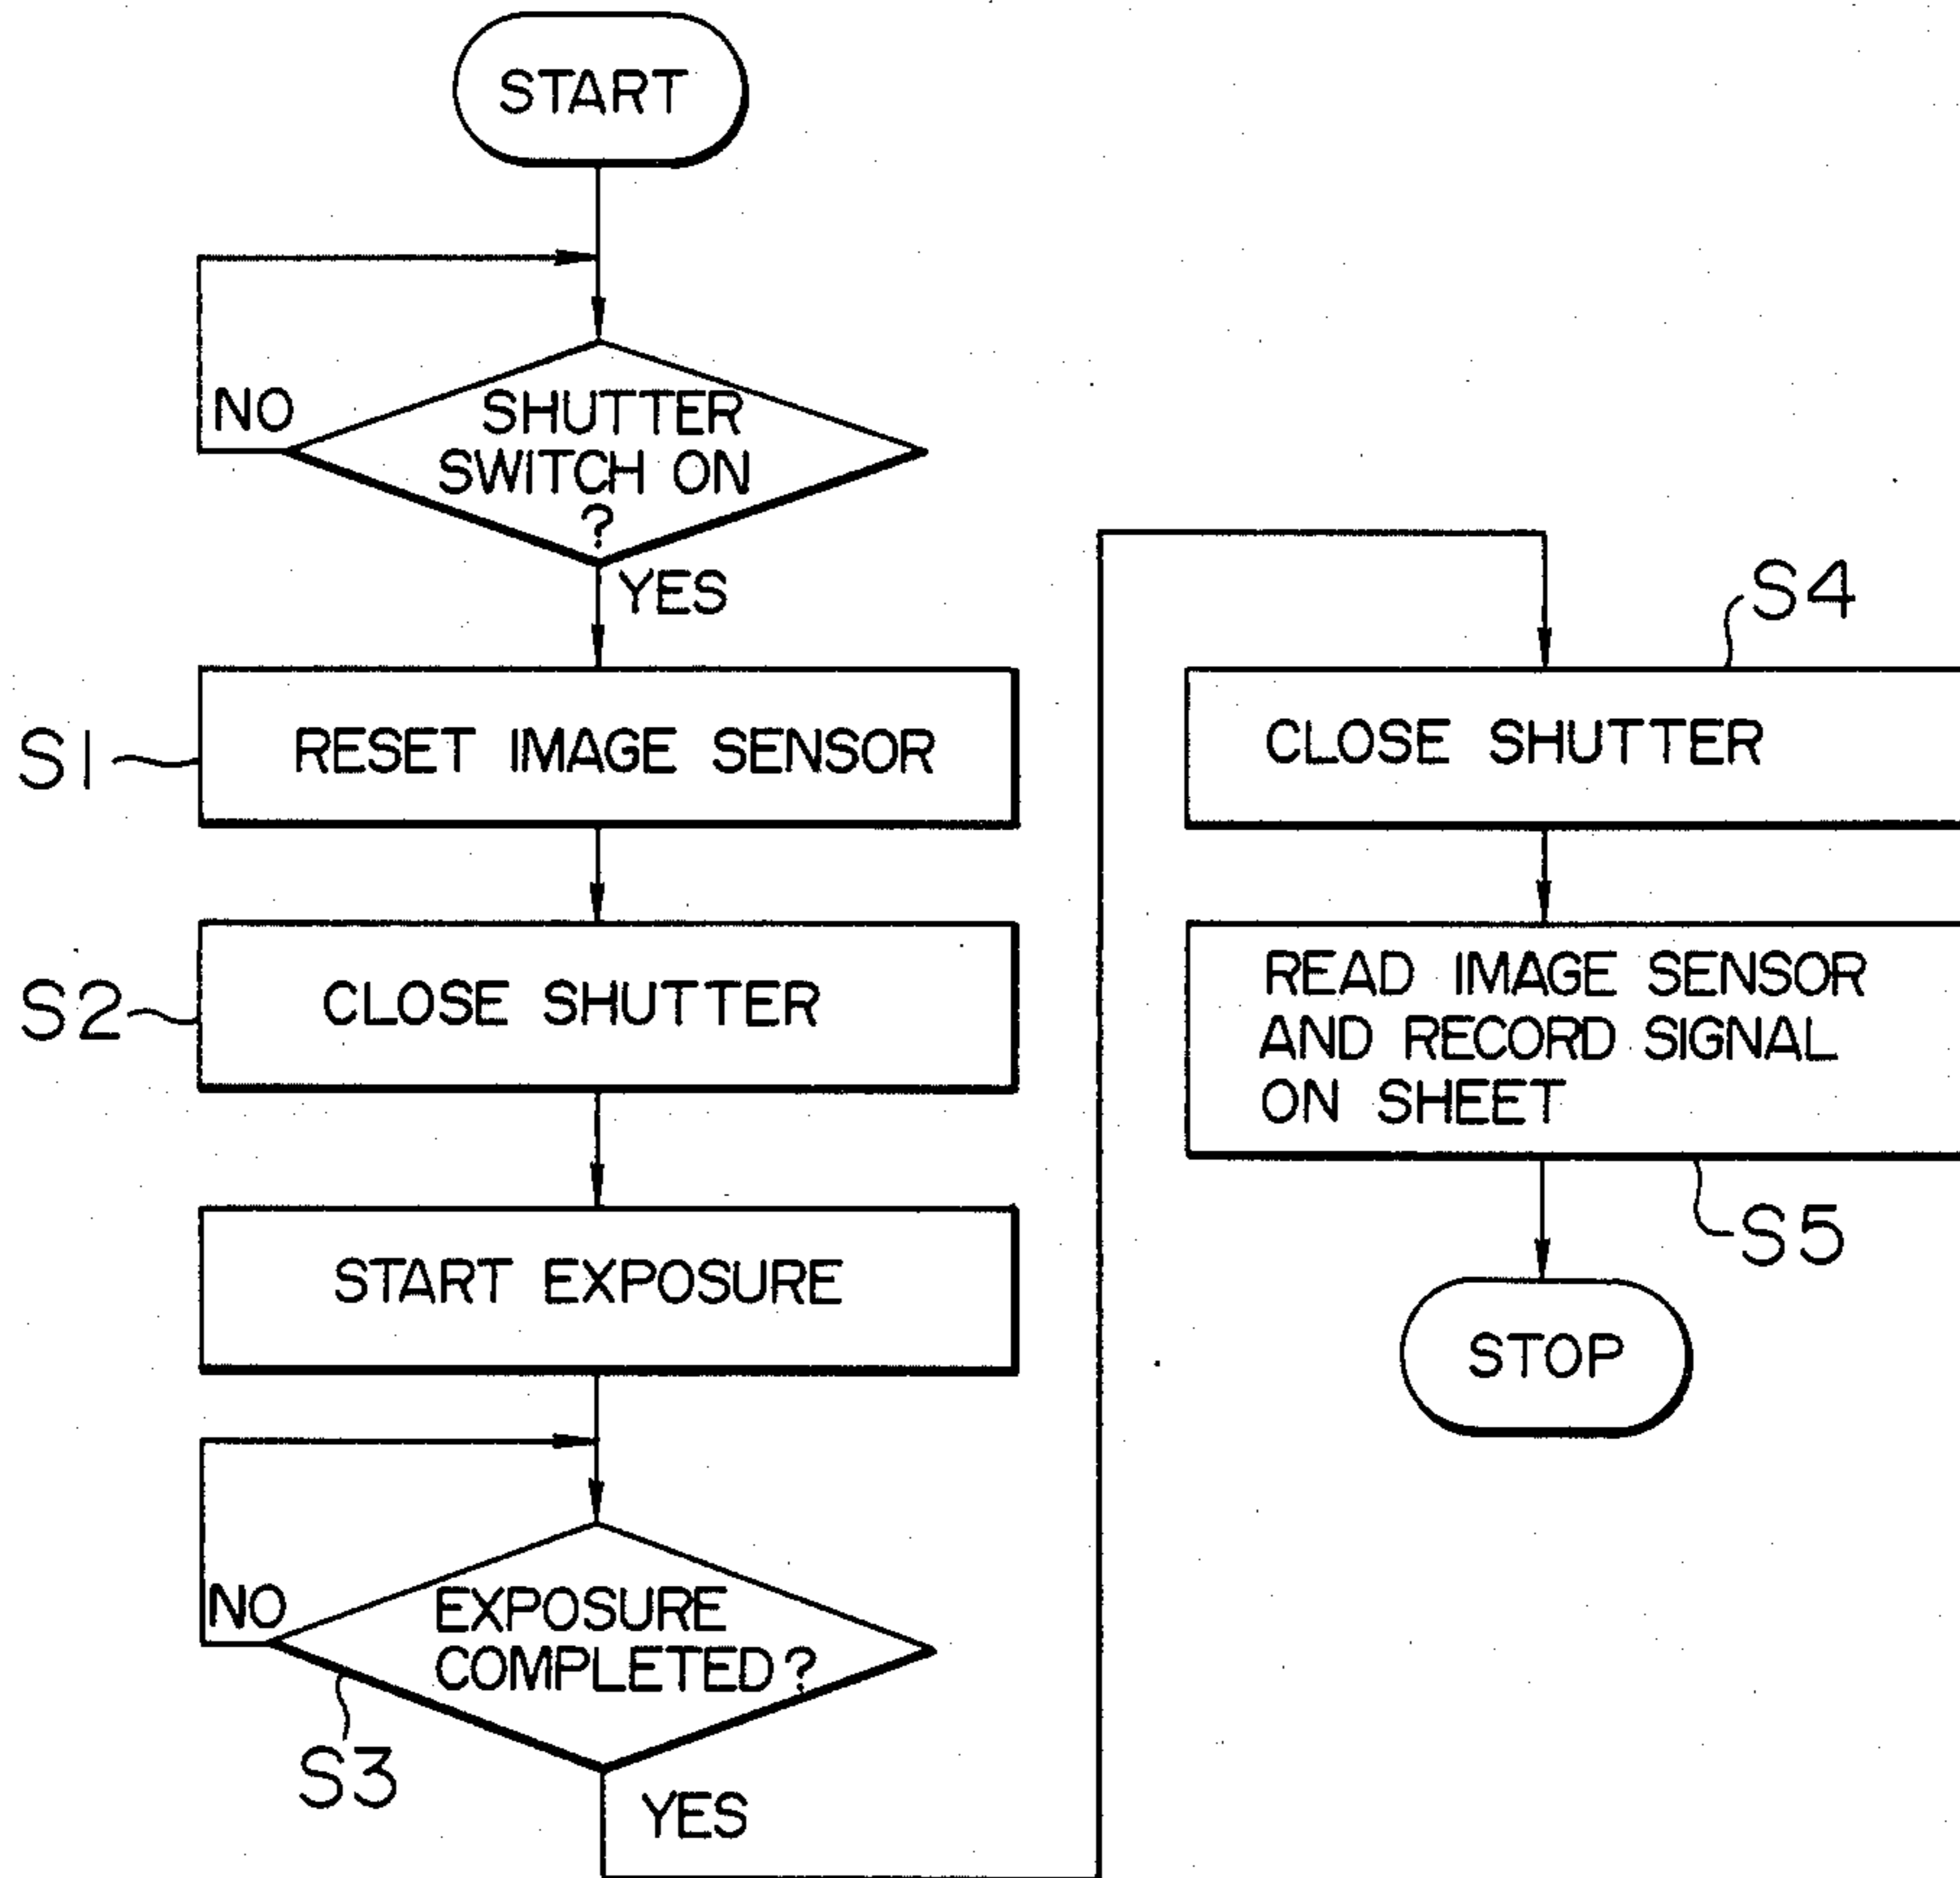 START
NO
SHUTTER
SWITCH ON
?
YES
S1
RESET IMAGE SENSOR
S2
CLOSE SHUTTER
START EXPOSURE
NO
EXPOSURE
COMPLETED?
S3
YES
S4
CLOSE SHUTTER
READ IMAGE SENSOR
AND RECORD SIGNAL
ON SHEET
S5
STOP